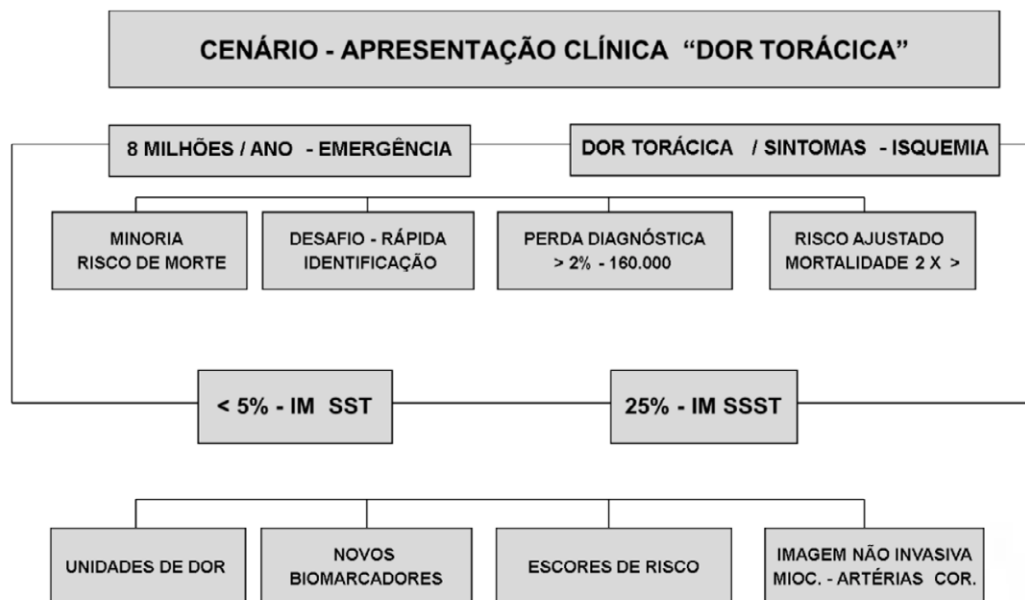 CENÁRIO - APRESENTAÇÃO CLÍNICA “DOR TORÁCICA”
8 MILHÕES / ANO - EMERGÊNCIA
DOR TORÁCICA / SINTOMAS - ISQUEMIA
MINORIA
RISCO DE MORTE
DESAFIO - RÁPIDA
IDENTIFICAÇÃO
PERDA DIAGNÓSTICA
> 2% - 160.000
RISCO AJUSTADO
MORTALIDADE 2 X >
< 5% - IM SST
25% - IM SSST
UNIDADES DE DOR
NOVOS
BIOMARCADORES
ESCORES DE RISCO
IMAGEM NÃO INVASIVA
MIOC. - ARTÉRIAS COR.